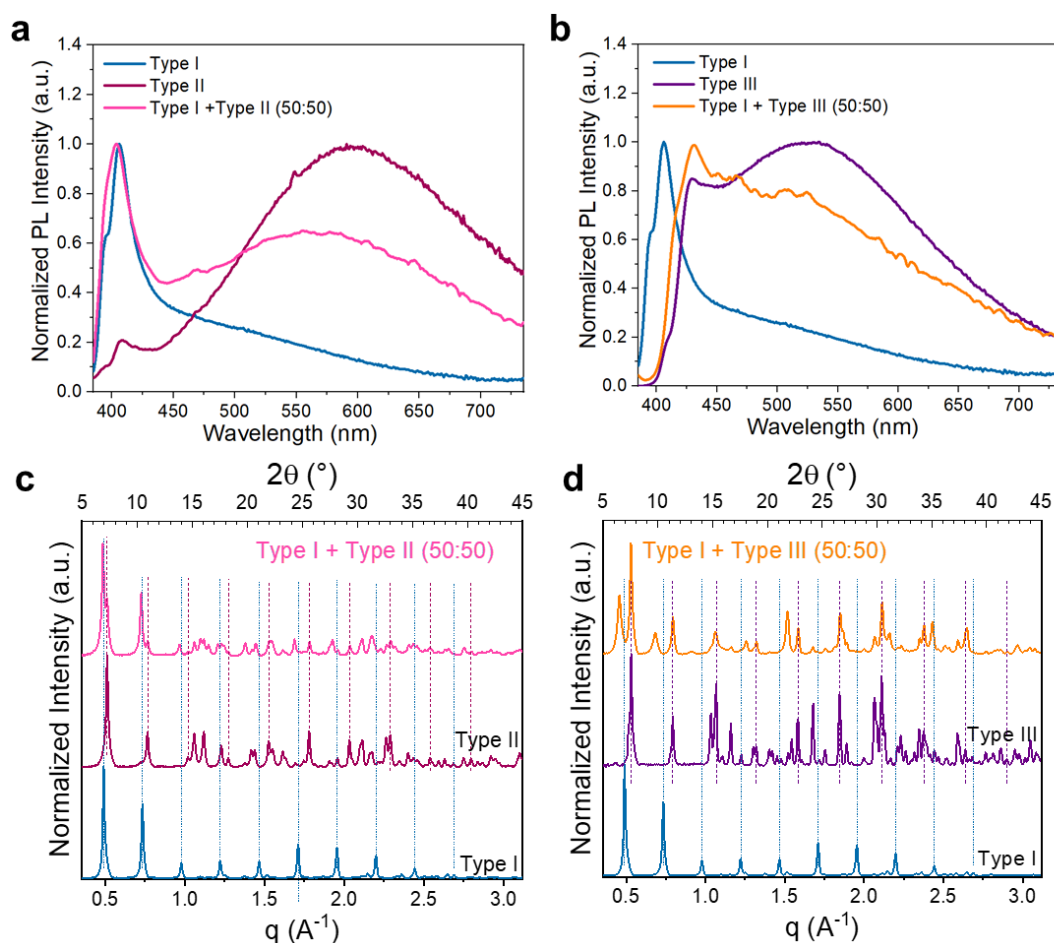 a
Normalized PL Intensity (a.u.)
1.4
1.2
1.0
0.8
0.6
0.4
0.2
0.0
Type I
Type II
Type I +Type II (50:50)
400 450 500 550 600 650 700
Wavelength (nm)
b
Normalized PL Intensity (a.u.)
1.4
1.2
1.0
0.8
0.6
0.4
0.2
0.0
Type I
Type III
Type I + Type III (50:50)
400 450 500 550 600 650 700
Wavelength (nm)
c
2θ (°)
5 10 15 20 25 30 35 40 45
Normalized Intensity (a.u.)
Type I + Type II (50:50)
Type II
Type I
0.5 1.0 1.5 2.0 2.5 3.0
q (A⁻¹)
d
2θ (°)
5 10 15 20 25 30 35 40 45
Normalized Intensity (a.u.)
Type I + Type III (50:50)
Type III
Type I
0.5 1.0 1.5 2.0 2.5 3.0
q (A⁻¹)